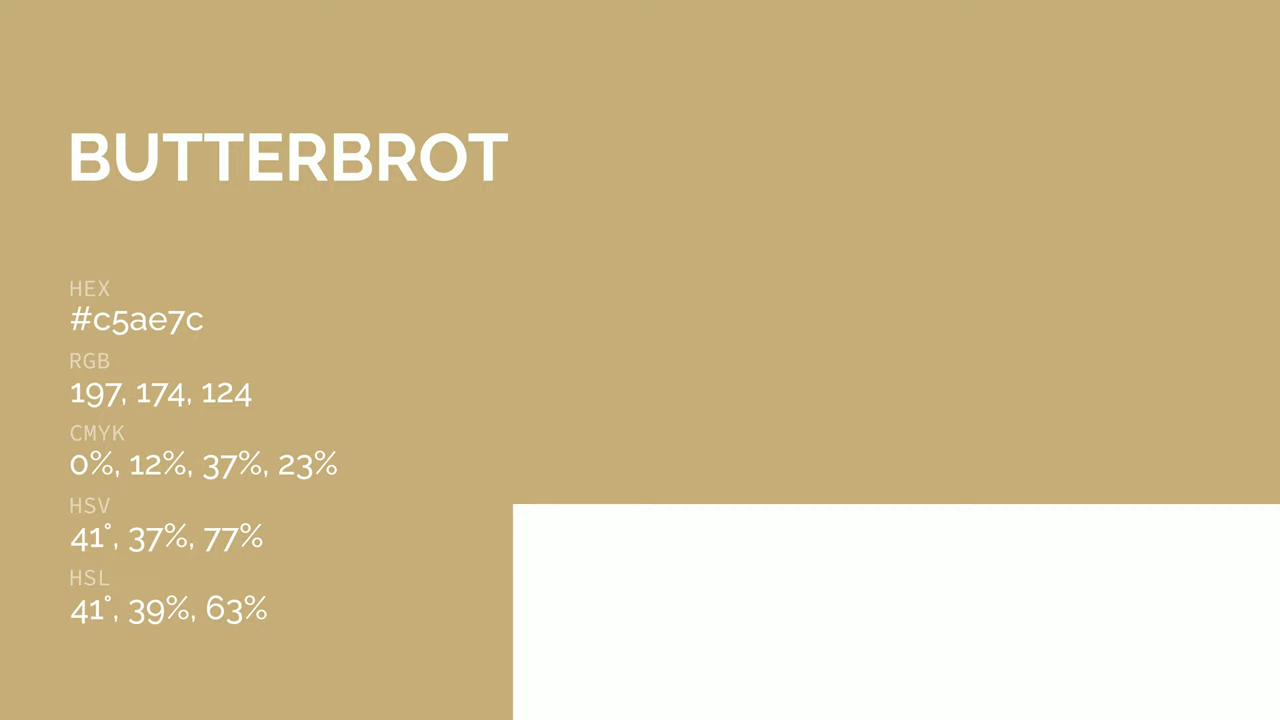 BUTTERBROT
HEX
#c5ae7c
RGB
197, 174, 124
CMYK
0%, 12%, 37%, 23%
HSV
41°, 37%, 77%
HSL
41°, 39%, 63%